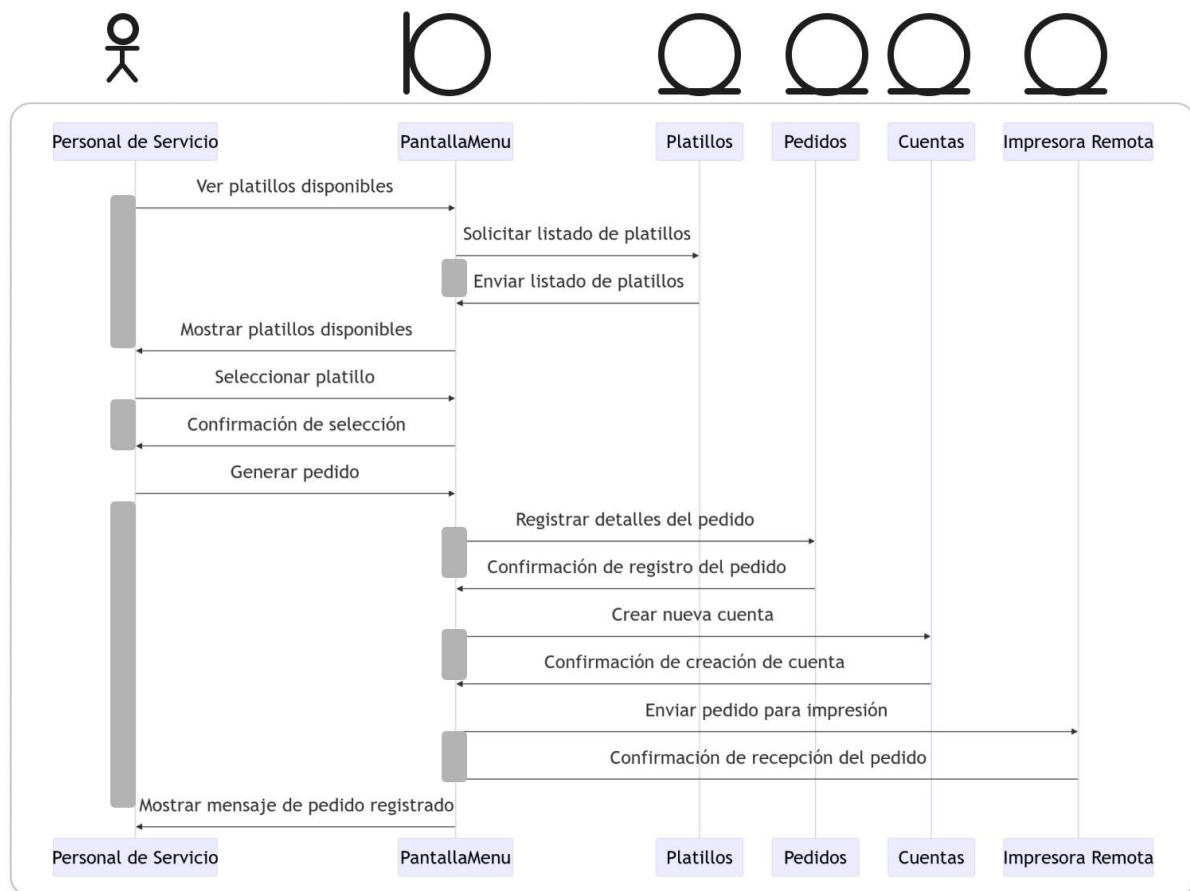 Personal de Servicio
PantallaMenu
Platillos
Pedidos
Cuentas
Impresora Remota
Ver platillos disponibles
Solicitar listado de platillos
Enviar listado de platillos
Mostrar platillos disponibles
Seleccionar platillo
Confirmación de selección
Generar pedido
Registrar detalles del pedido
Confirmación de registro del pedido
Crear nueva cuenta
Confirmación de creación de cuenta
Enviar pedido para impresión
Confirmación de recepción del pedido
Mostrar mensaje de pedido registrado
Personal de Servicio
PantallaMenu
Platillos
Pedidos
Cuentas
Impresora Remota